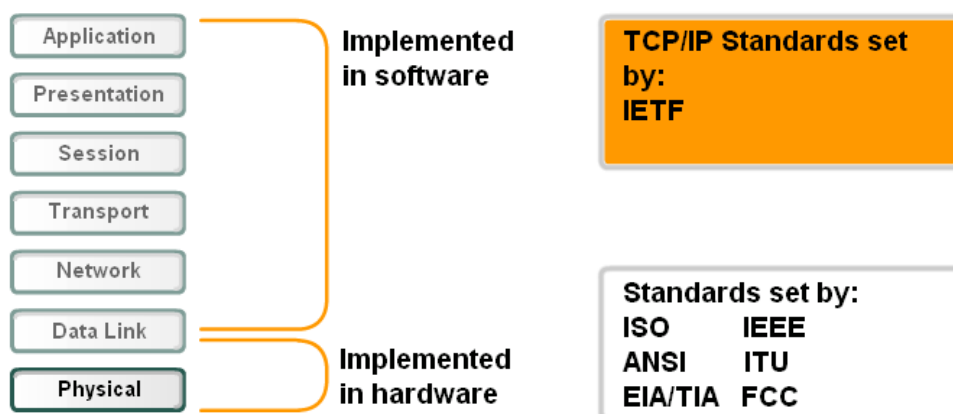 Application
Presentation
Session
Transport
Network
Data Link
Physical
Implemented
in software
Implemented
in hardware
TCP/IP Standards set
by:
IETF
Standards set by:
ISO IEEE
ANSI ITU
EIA/TIA FCC